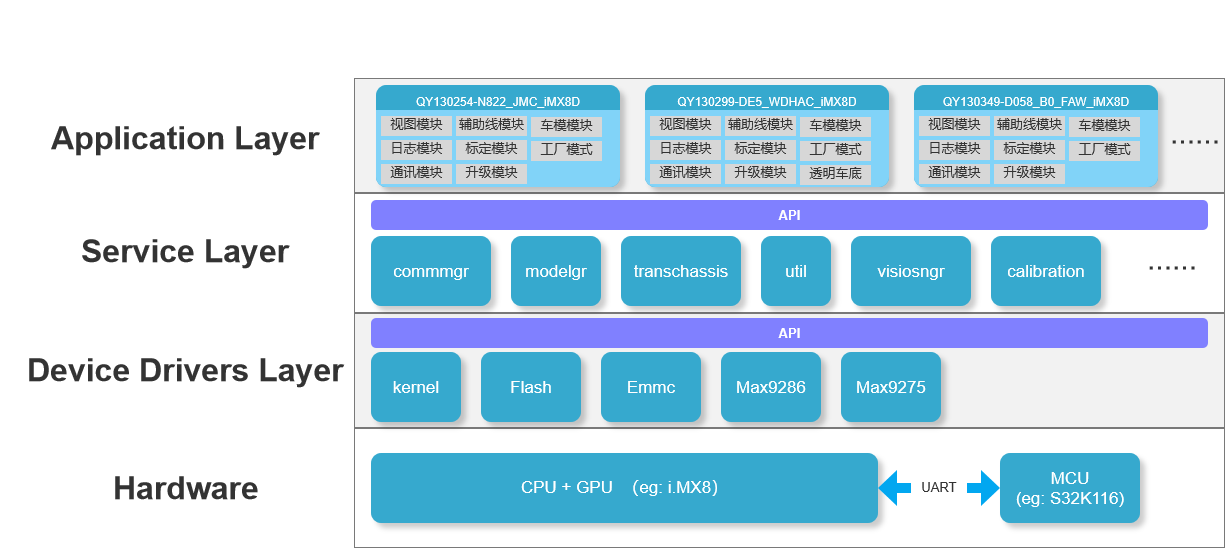 Application Layer
QY130254-N822_JMC_iMX8D
视图模块 辅助线模块 车模模块
日志模块 标定模块 工厂模式
通讯模块 升级模块
QY130299-DE5_WDHAC_iMX8D
视图模块 辅助线模块 车模模块
日志模块 标定模块 工厂模式
通讯模块 升级模块 透明车底
QY130349-D058_B0_FAW_iMX8D
视图模块 辅助线模块 车模模块
日志模块 标定模块 工厂模式
通讯模块 升级模块
······
Service Layer
API
commmgr modelgr transchassis util visiosngr calibration ······
Device Drivers Layer
API
kernel Flash Emmc Max9286 Max9275
Hardware
CPU + GPU （eg: i.MX8）
UART
MCU
(eg: S32K116)